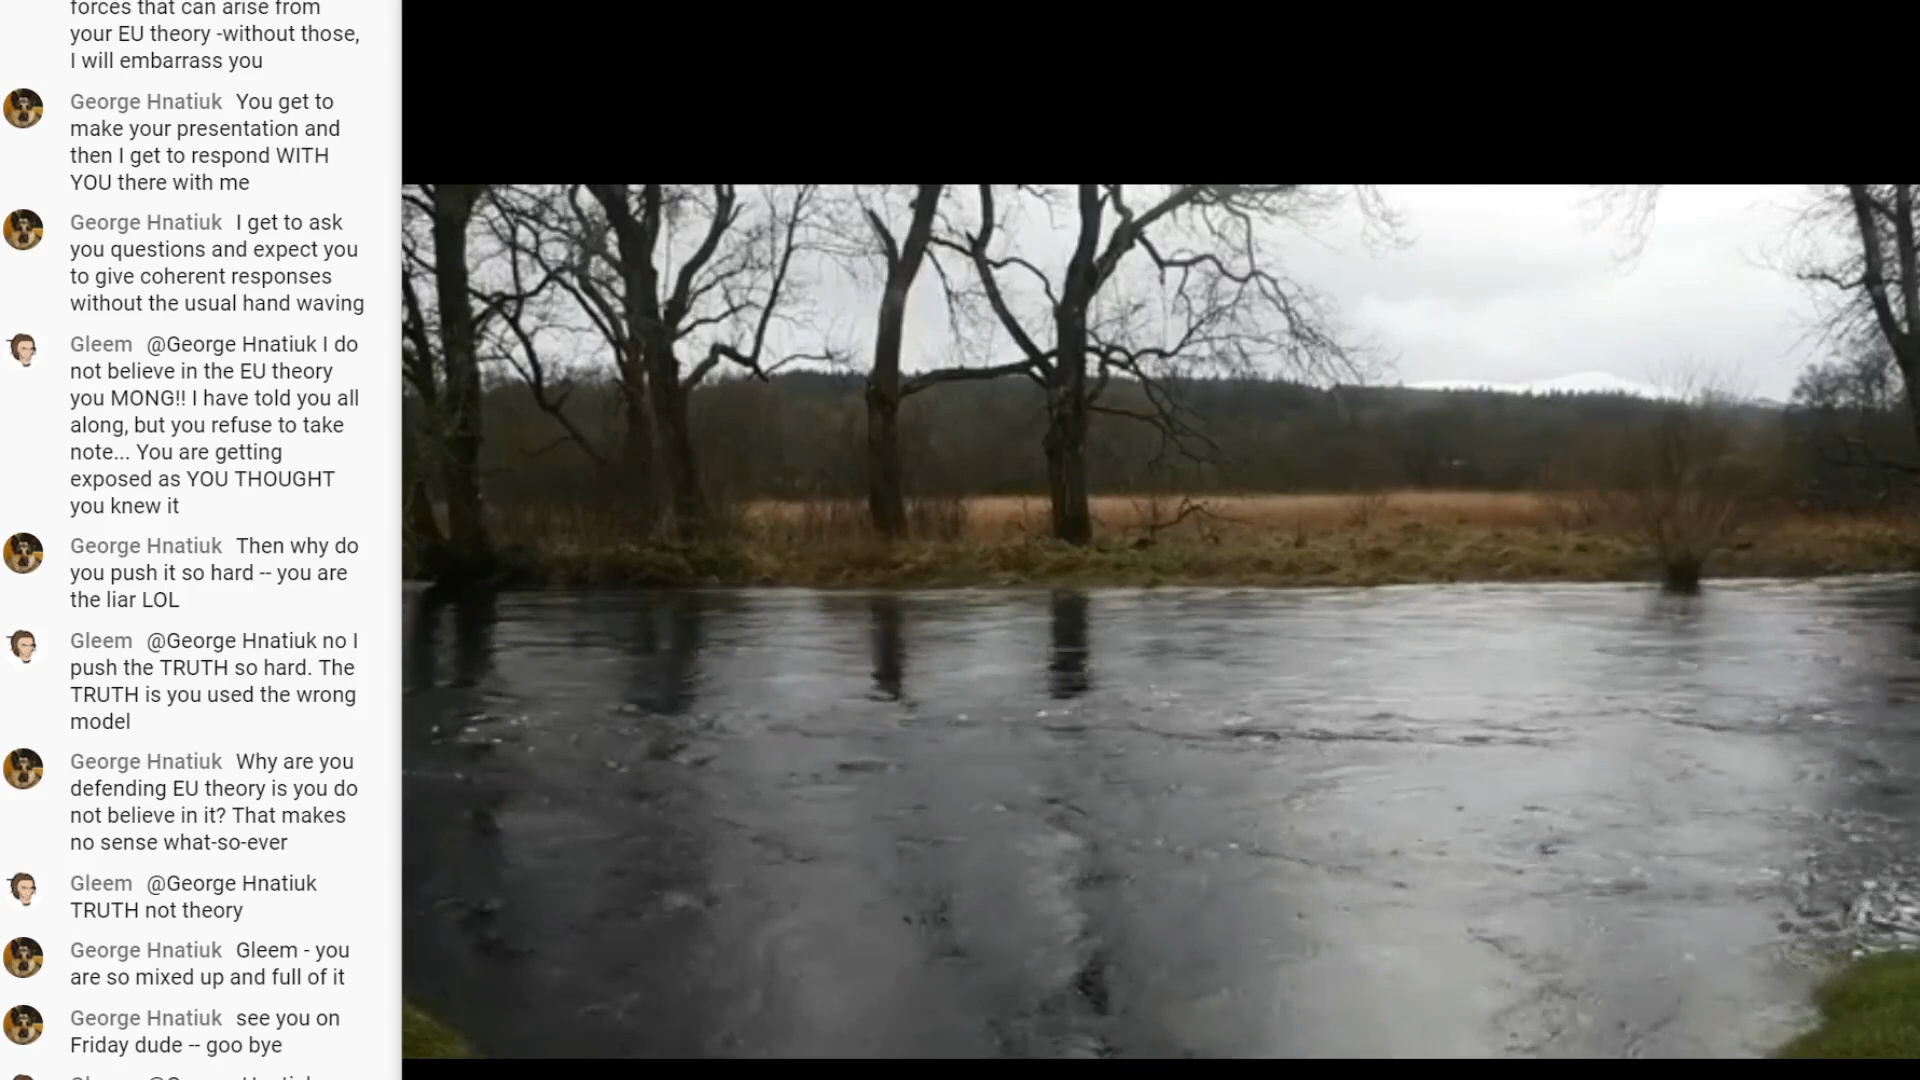 forces that can arise from
your EU theory -without those,
I will embarrass you
George Hnatiuk You get to
make your presentation and
then I get to respond WITH
YOU there with me
George Hnatiuk I get to ask
you questions and expect you
to give coherent responses
without the usual hand waving
Gleem @George Hnatiuk I do
not believe in the EU theory
you MONG!! I have told you all
along, but you refuse to take
note... You are getting
exposed as YOU THOUGHT
you knew it
George Hnatiuk Then why do
you push it so hard -- you are
the liar LOL
Gleem @George Hnatiuk no I
push the TRUTH so hard. The
TRUTH is you used the wrong
model
George Hnatiuk Why are you
defending EU theory is you do
not believe in it? That makes
no sense what-so-ever
Gleem @George Hnatiuk
TRUTH not theory
George Hnatiuk Gleem - you
are so mixed up and full of it
George Hnatiuk see you on
Friday dude -- goo bye